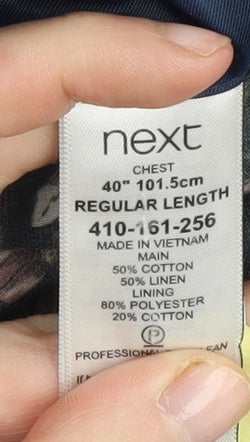 next
CHEST
40" 101.5cm
REGULAR LENGTH
410-161-256
MADE IN VIETNAM
MAIN
50% COTTON
50% LINEN
LINING
80% POLYESTER
20% COTTON
P
PROFESSIONAL